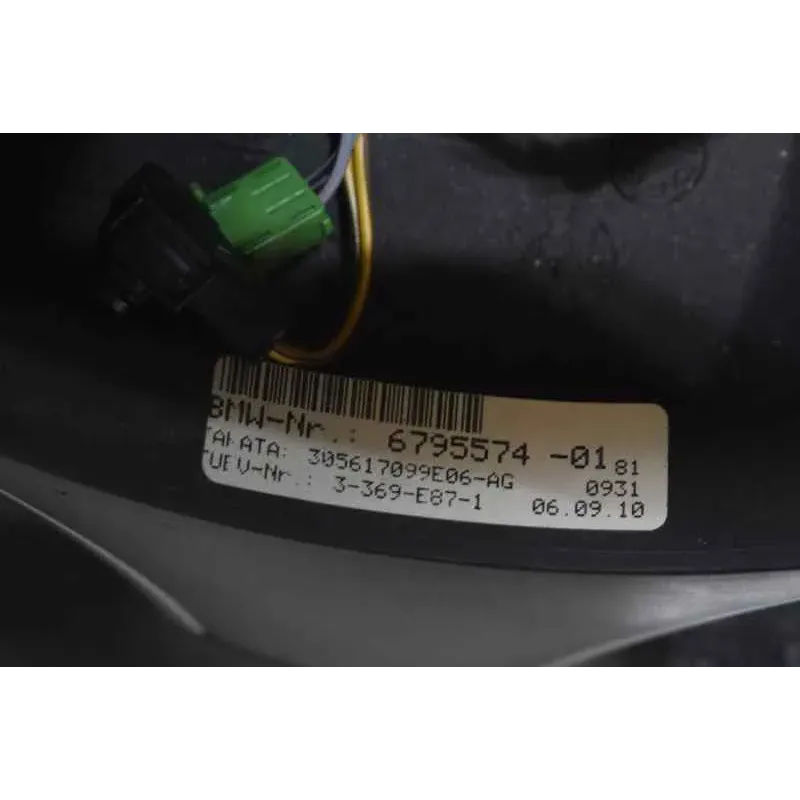 BMW-Nr.: 6795574 -01 81
TAKATA: 305617099E06-AG 0931
TUEV-Nr.: 3-369-E87-1 06.09.10